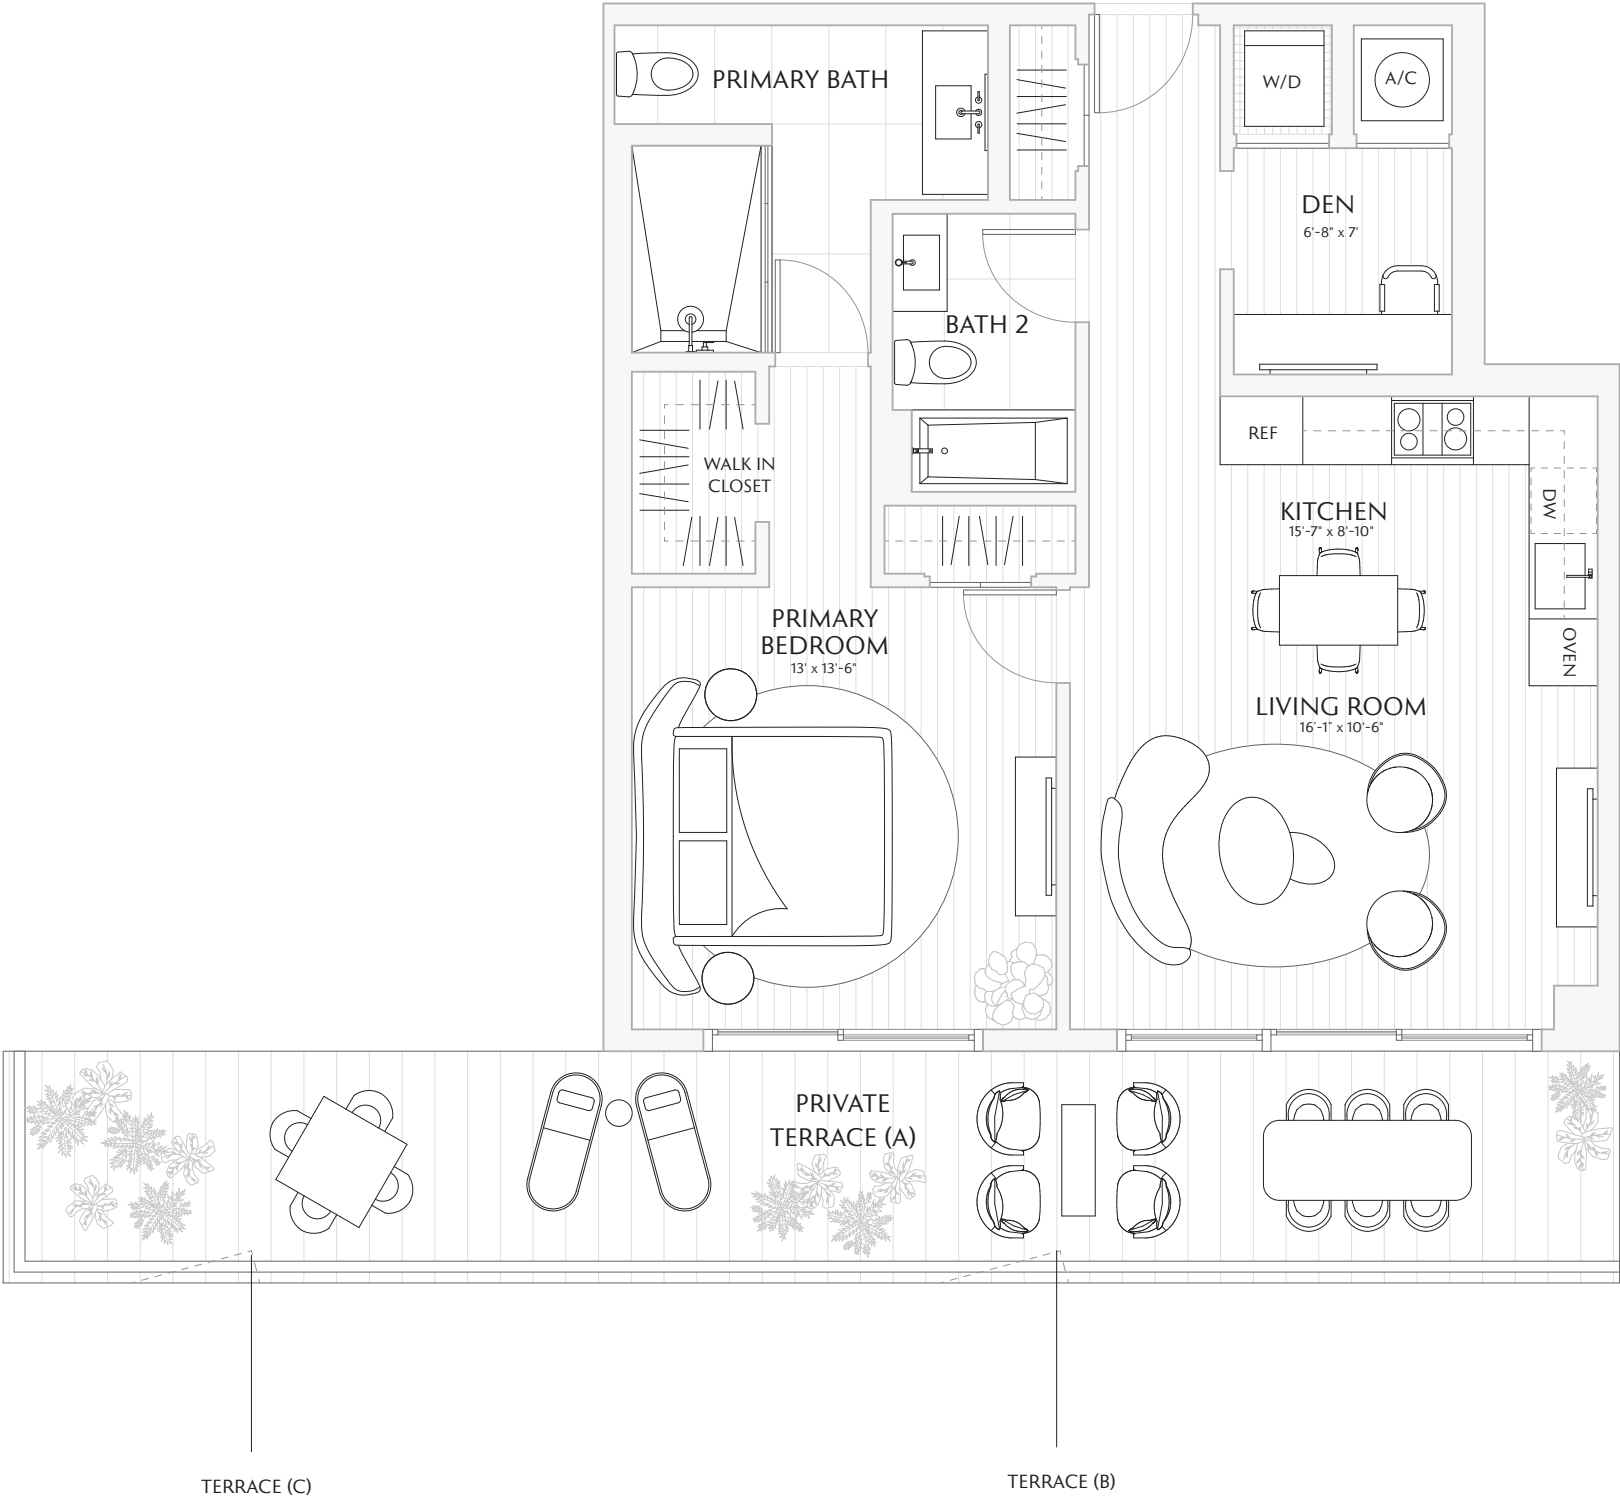 PRIMARY BATH
W/D
A/C
DEN
6'-8" x 7'
BATH 2
REF
WALK IN
CLOSET
DW
KITCHEN
15'-7" x 8'-10"
OVEN
PRIMARY
BEDROOM
13' x 13'-6"
LIVING ROOM
16'-1" x 10'-6"
PRIVATE
TERRACE (A)
TERRACE (C)
TERRACE (B)